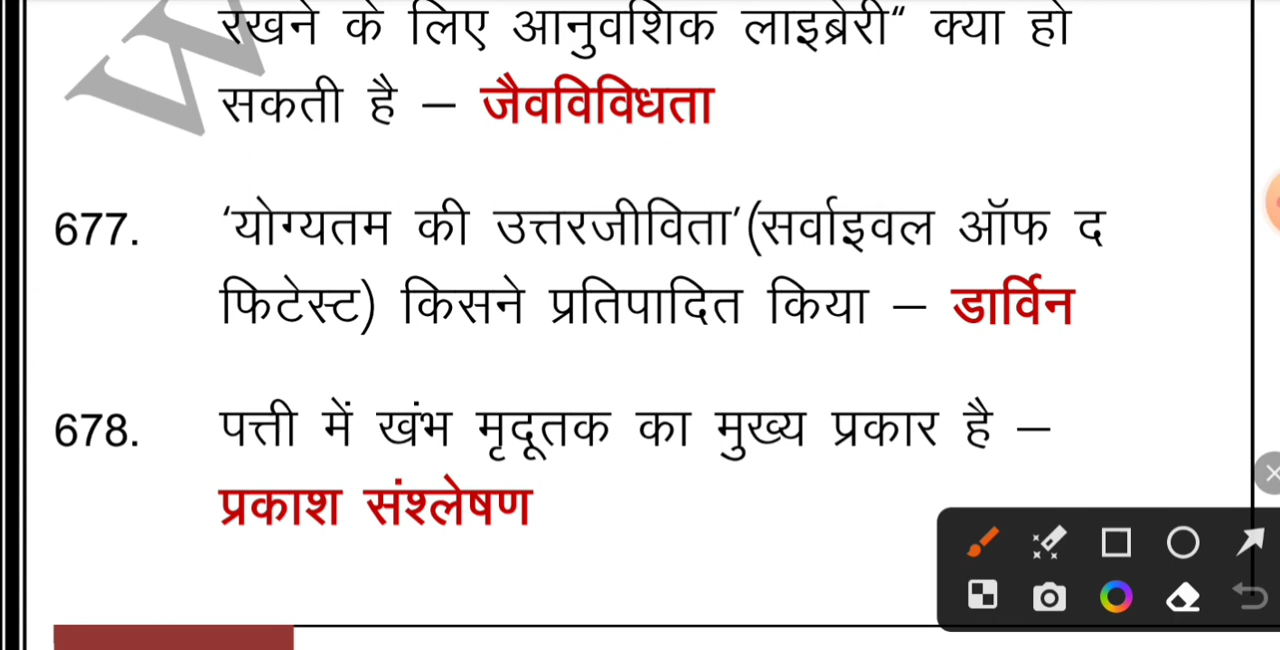 रखने के लिए आनुवंशिक लाइब्रेरी“ क्या हो
सकती है – जैवविविधता
677. ‘योग्यतम की उत्तरजीविता’ (सर्वाइवल ऑफ द
फिटेस्ट) किसने प्रतिपादित किया – डार्विन
678. पत्ती में खंभ मृदूतक का मुख्य प्रकार है –
प्रकाश संश्लेषण